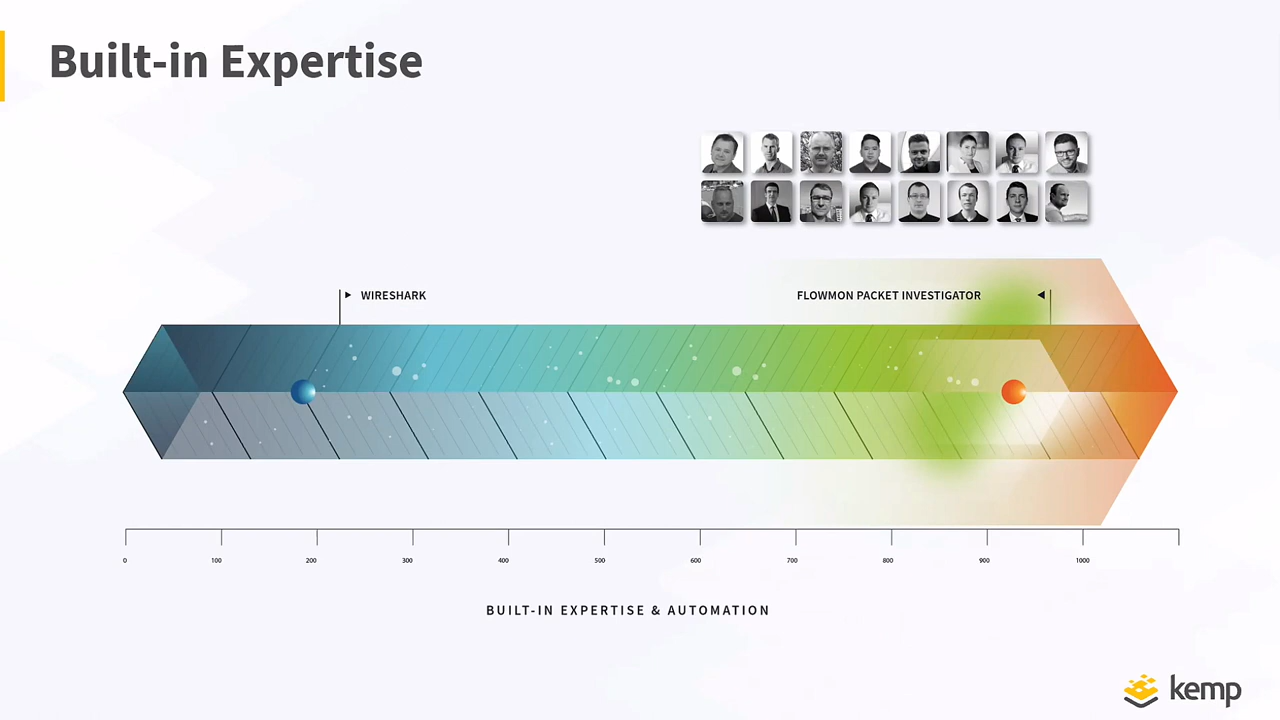 Built-in Expertise
WIRESHARK
FLOWMON PACKET INVESTIGATOR
0 100 200 300 400 500 600 700 800 900 1000
BUILT-IN EXPERTISE & AUTOMATION
kemp